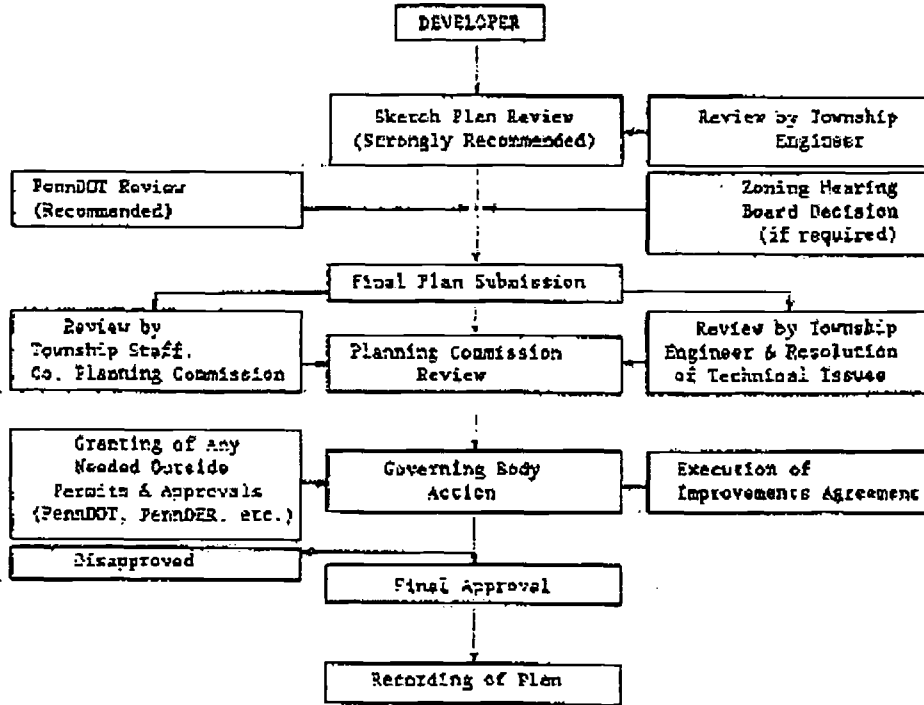 DEVELOPER
Sketch Plan Review
(Strongly Recommended)
Review by Township
Engineer
PennDOT Review
(Recommended)
Zoning Hearing
Board Decision
(if required)
Final Plan Submission
Review by
Township Staff,
Co. Planning Commission
Planning Commission
Review
Review by Township
Engineer & Resolution
of Technical Issues
Granting of Any
Needed Outside
Permits & Approvals
(PennDOT, PennDER, etc.)
Governing Body
Action
Execution of
Improvements Agreement
Disapproved
Final Approval
Recording of Plan